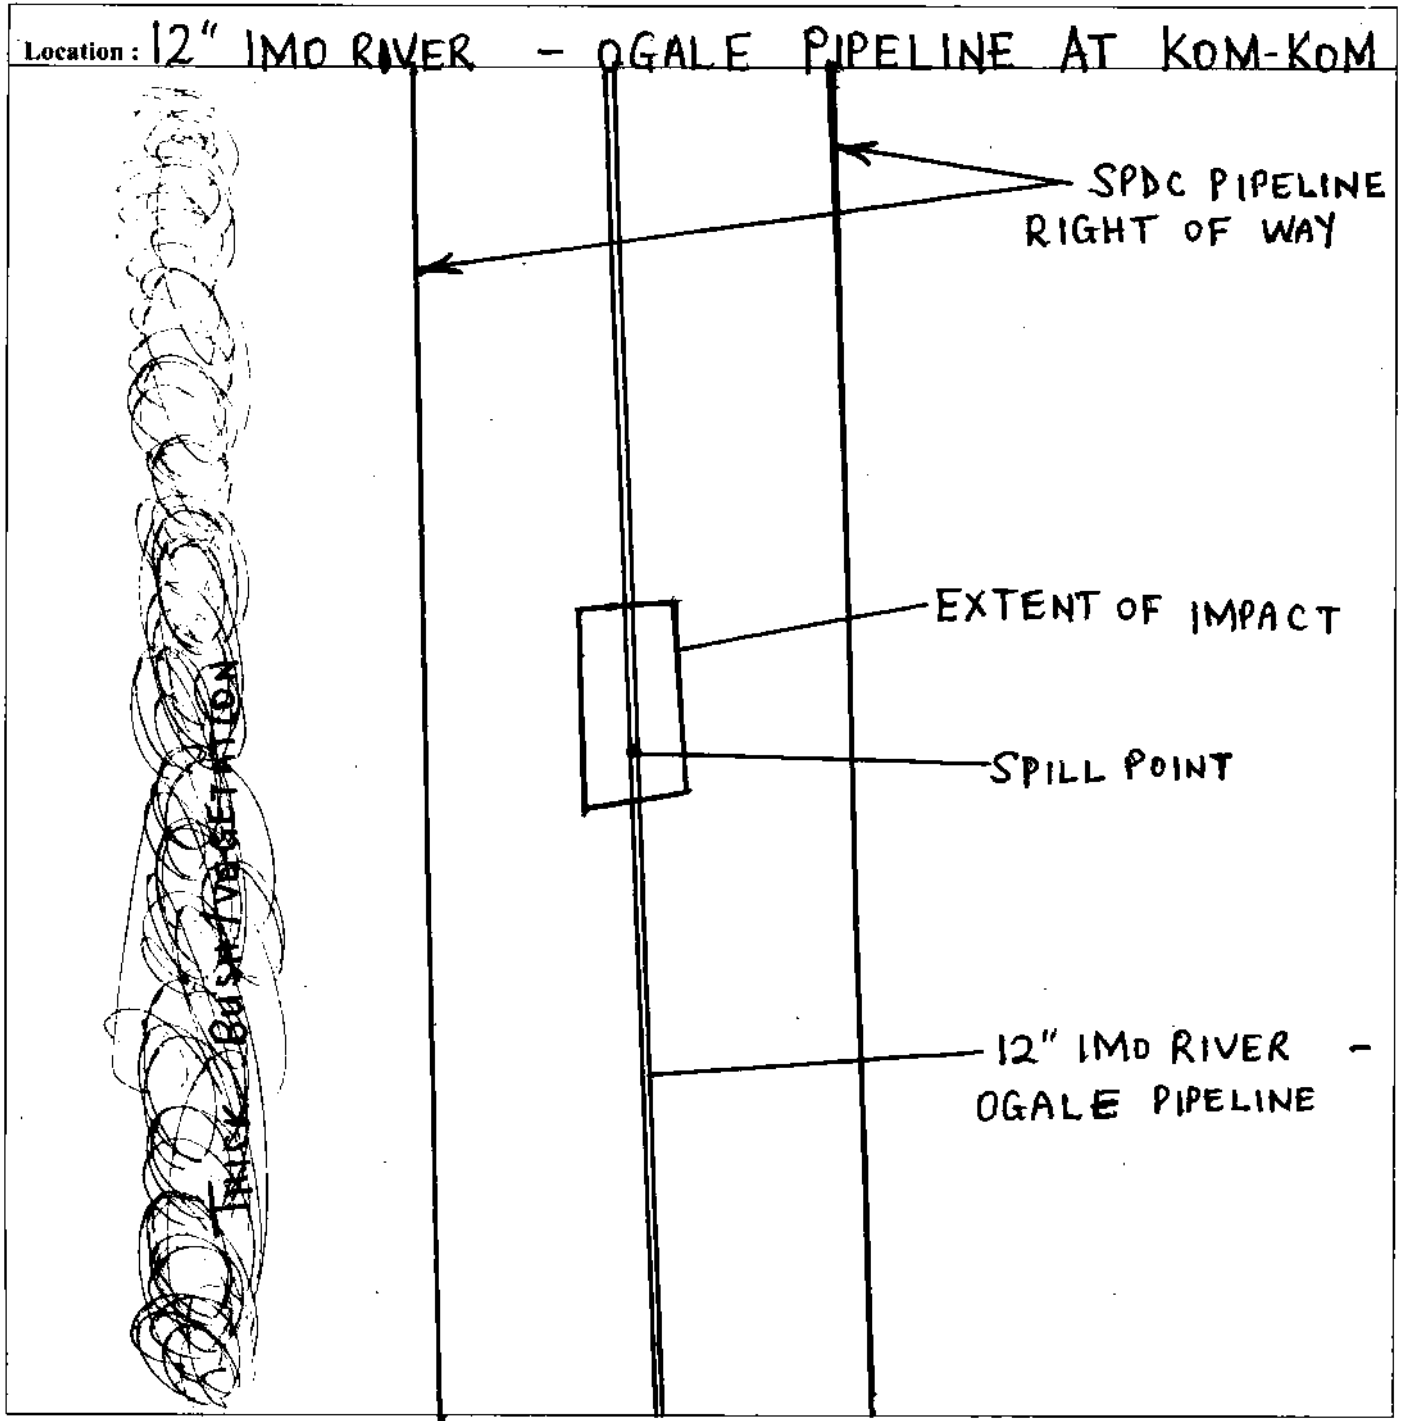 Location : 12" IMO RIVER - OGALE PIPELINE AT KOM-KOM
SPDC PIPELINE
RIGHT OF WAY
EXTENT OF IMPACT
SPILL POINT
12" IMO RIVER -
OGALE PIPELINE
THICK BUSH/VEGETATION